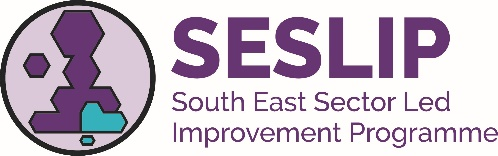 SESLIP
South East Sector Led
Improvement Programme